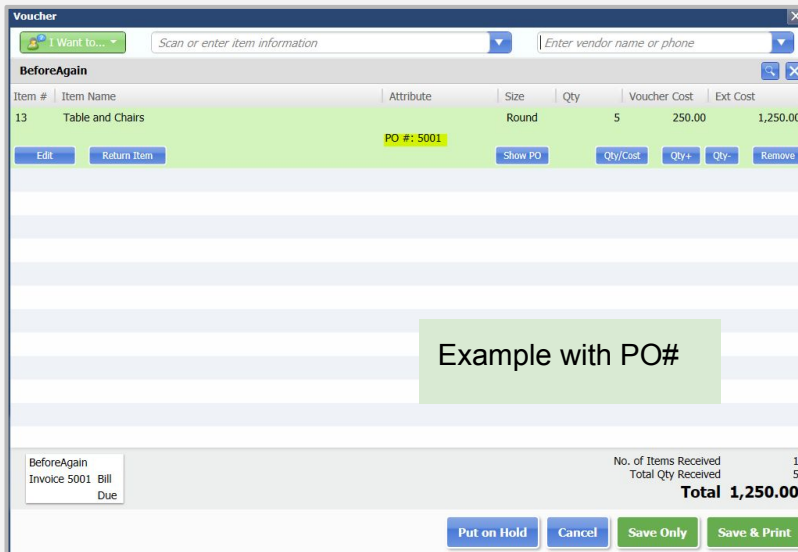 Voucher
I Want to...
Scan or enter item information
Enter vendor name or phone
BeforeAgain
Item # Item Name Attribute Size Qty Voucher Cost Ext Cost
13 Table and Chairs Round 5 250.00 1,250.00
PO #: 5001
Edit Return Item Show PO Qty/Cost Qty+ Qty- Remove
Example with PO#
BeforeAgain
Invoice 5001 Bill
Due
No. of Items Received 1
Total Qty Received 5
Total 1,250.00
Put on Hold Cancel Save Only Save & Print